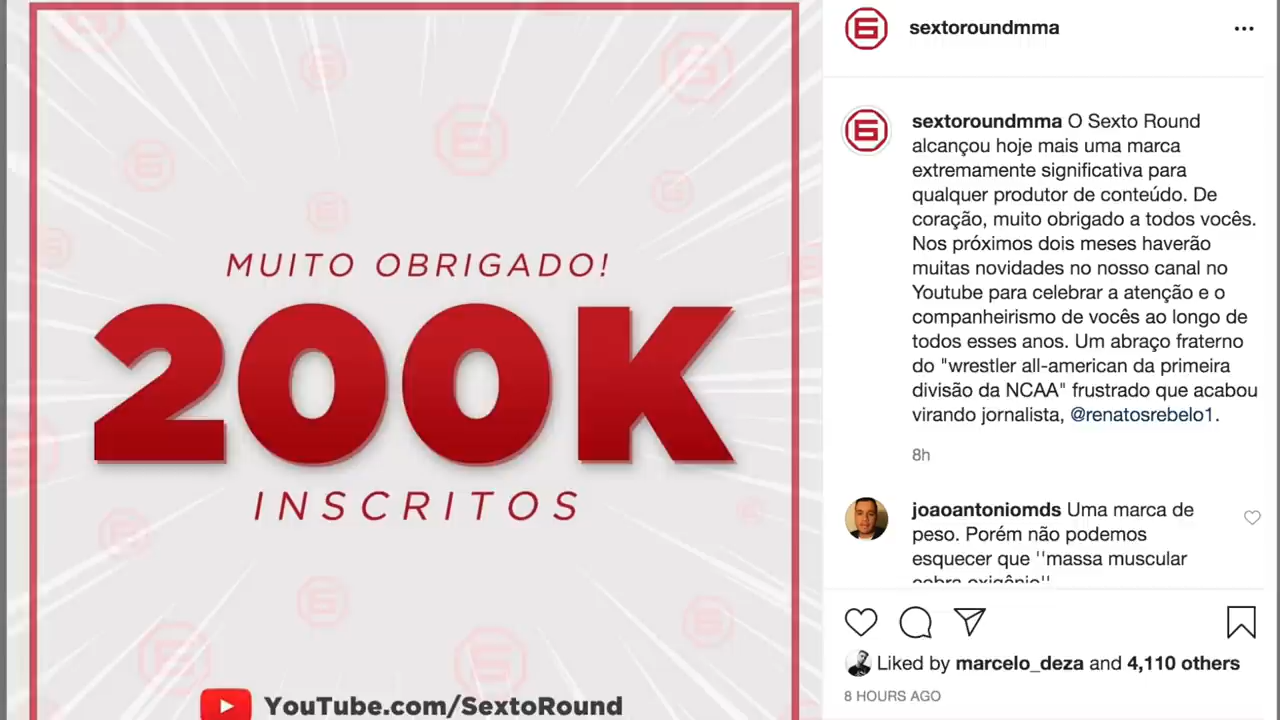 MUITO OBRIGADO!
200K
INSCRITOS
YouTube.com/SextoRound
sextoroundmma
sextoroundmma O Sexto Round
alcançou hoje mais uma marca
extremamente significativa para
qualquer produtor de conteúdo. De
coração, muito obrigado a todos vocês.
Nos próximos dois meses haverão
muitas novidades no nosso canal no
Youtube para celebrar a atenção e o
companheirismo de vocês ao longo de
todos esses anos. Um abraço fraterno
do "wrestler all-american da primeira
divisão da NCAA" frustrado que acabou
virando jornalista, @renatosrebelo1.
8h
joaoantoniomds Uma marca de
peso. Porém não podemos
esquecer que ''massa muscular
cobra oxigênio''
Liked by marcelo_deza and 4,110 others
8 HOURS AGO